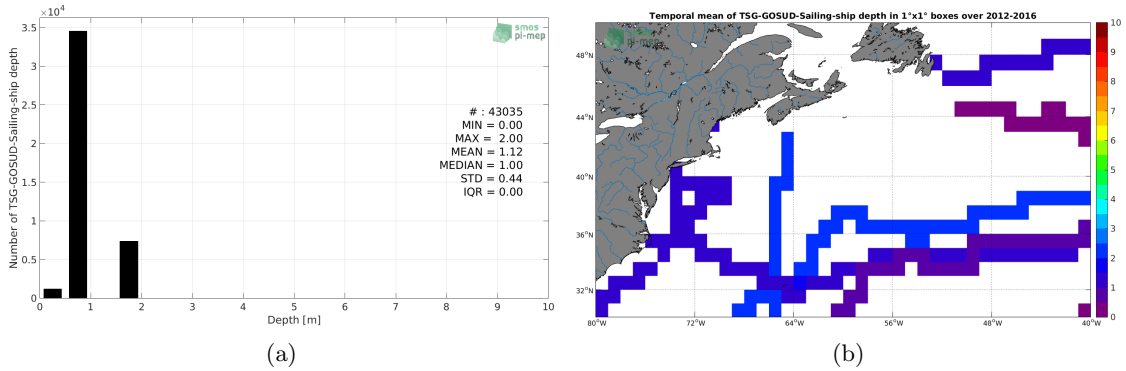 ×10⁴
3.5
3
2.5
2
1.5
1
0.5
0
0 1 2 3 4 5 6 7 8 9 10
Number of TSG-GOSUD-Sailing-ship depth
Depth [m]
smos
pi-mep
# : 43035
MIN = 0.00
MAX = 2.00
MEAN = 1.12
MEDIAN = 1.00
STD = 0.44
IQR = 0.00
(a)
Temporal mean of TSG-GOSUD-Sailing-ship depth in 1°x1° boxes over 2012-2016
smos
pi-mep
48°N
44°N
40°N
36°N
32°N
80°W 72°W 64°W 56°W 48°W 40°W
10
9
8
7
6
5
4
3
2
1
0
(b)